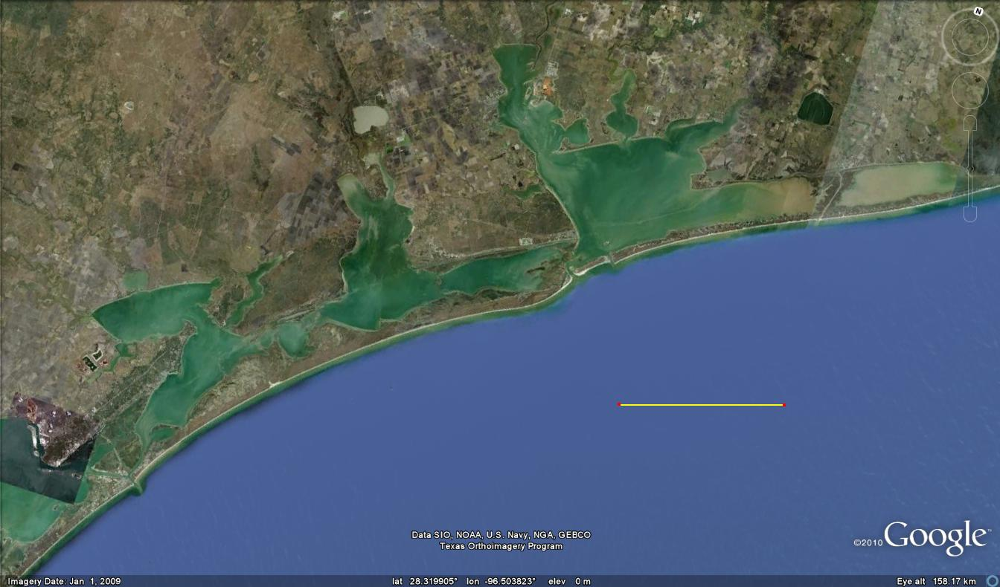 N
Data SIO, NOAA, U.S. Navy, NGA, GEBCO
Texas Orthoimagery Program
©2010 Google™
Imagery Date: Jan 1, 2009 lat 28.319905° lon -96.503823° elev 0 m Eye alt 158.17 km